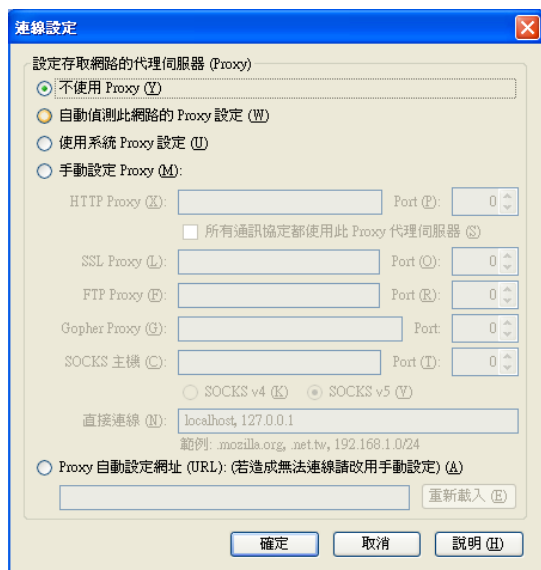 連線設定
設定存取網路的代理伺服器 (Proxy)
不使用 Proxy (Y)
自動偵測此網路的 Proxy 設定 (W)
使用系統 Proxy 設定 (U)
手動設定 Proxy (M):
HTTP Proxy (X): Port (P): 0
所有通訊協定都使用此 Proxy 代理伺服器 (S)
SSL Proxy (L): Port (O): 0
FTP Proxy (F): Port (R): 0
Gopher Proxy (G): Port: 0
SOCKS 主機 (C): Port (T): 0
SOCKS v4 (K) SOCKS v5 (V)
直接連線 (N): localhost, 127.0.0.1
範例: .mozilla.org, .net.tw, 192.168.1.0/24
Proxy 自動設定網址 (URL): (若造成無法連線請改用手動設定) (A)
重新載入 (E)
確定 取消 說明 (H)